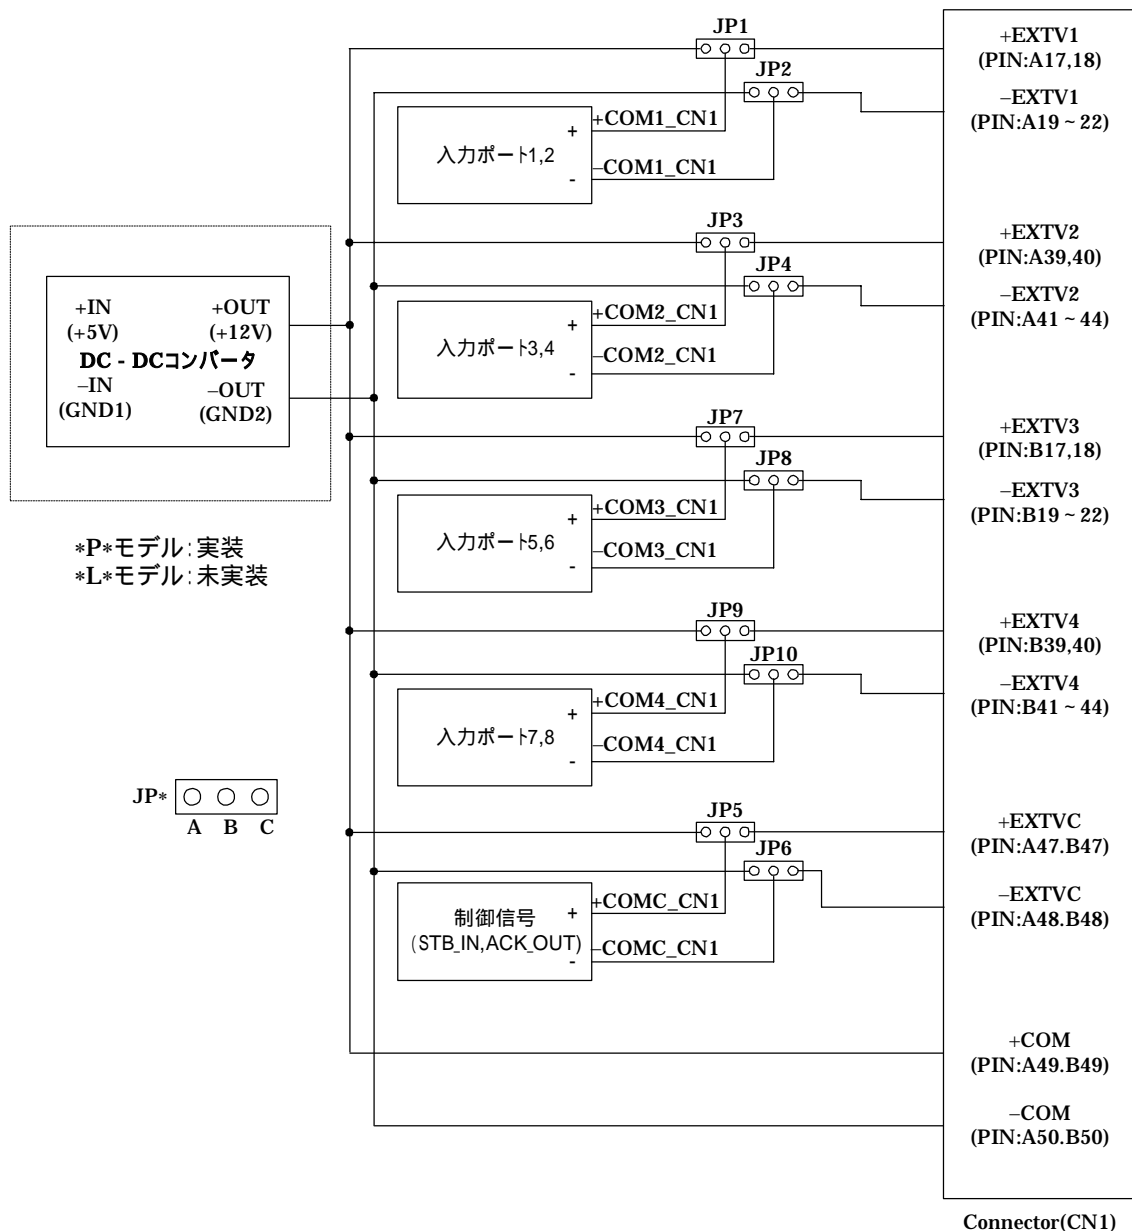 JP1
+EXTV1
(PIN:A17,18)
JP2
–EXTV1
(PIN:A19～22)
+COM1_CN1
+
入力ポート1,2
–COM1_CN1
-
JP3
+EXTV2
(PIN:A39,40)
JP4
–EXTV2
(PIN:A41～44)
+COM2_CN1
+
入力ポート3,4
–COM2_CN1
-
+IN
(+5V)
+OUT
(+12V)
DC - DCコンバータ
–IN
(GND1)
–OUT
(GND2)
JP7
+EXTV3
(PIN:B17,18)
JP8
–EXTV3
(PIN:B19～22)
+COM3_CN1
+
入力ポート5,6
–COM3_CN1
-
*P*モデル:実装
*L*モデル:未実装
JP9
+EXTV4
(PIN:B39,40)
JP10
–EXTV4
(PIN:B41～44)
+COM4_CN1
+
入力ポート7,8
–COM4_CN1
-
JP*
A B C
JP5
+EXTVC
(PIN:A47.B47)
JP6
–EXTVC
(PIN:A48.B48)
+COMC_CN1
+
制御信号
(STB_IN,ACK_OUT)
–COMC_CN1
-
+COM
(PIN:A49.B49)
–COM
(PIN:A50.B50)
Connector(CN1)